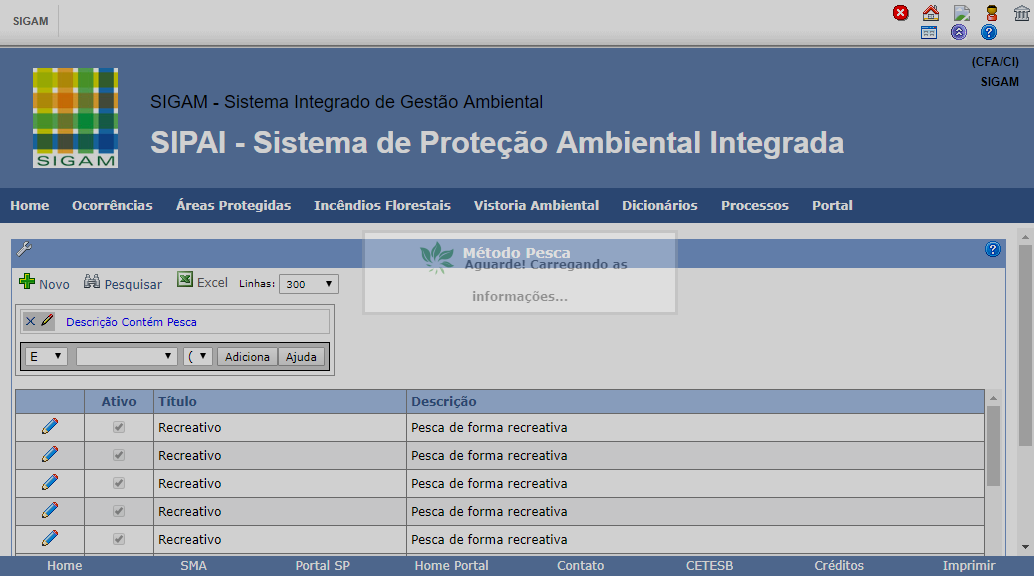 SIGAM
(CFA/CI)
SIGAM
SIGAM - Sistema Integrado de Gestão Ambiental
SIPAI - Sistema de Proteção Ambiental Integrada
SIGAM
Home Ocorrências Áreas Protegidas Incêndios Florestais Vistoria Ambiental Dicionários Processos Portal
Método Pesca
Aguarde! Carregando as
informações...
Novo Pesquisar Excel Linhas: 300
Descrição Contém Pesca
E ( Adiciona Ajuda
Ativo Título Descrição
Recreativo Pesca de forma recreativa
Recreativo Pesca de forma recreativa
Recreativo Pesca de forma recreativa
Recreativo Pesca de forma recreativa
Recreativo Pesca de forma recreativa
Home SMA Portal SP Home Portal Contato CETESB Créditos Imprimir